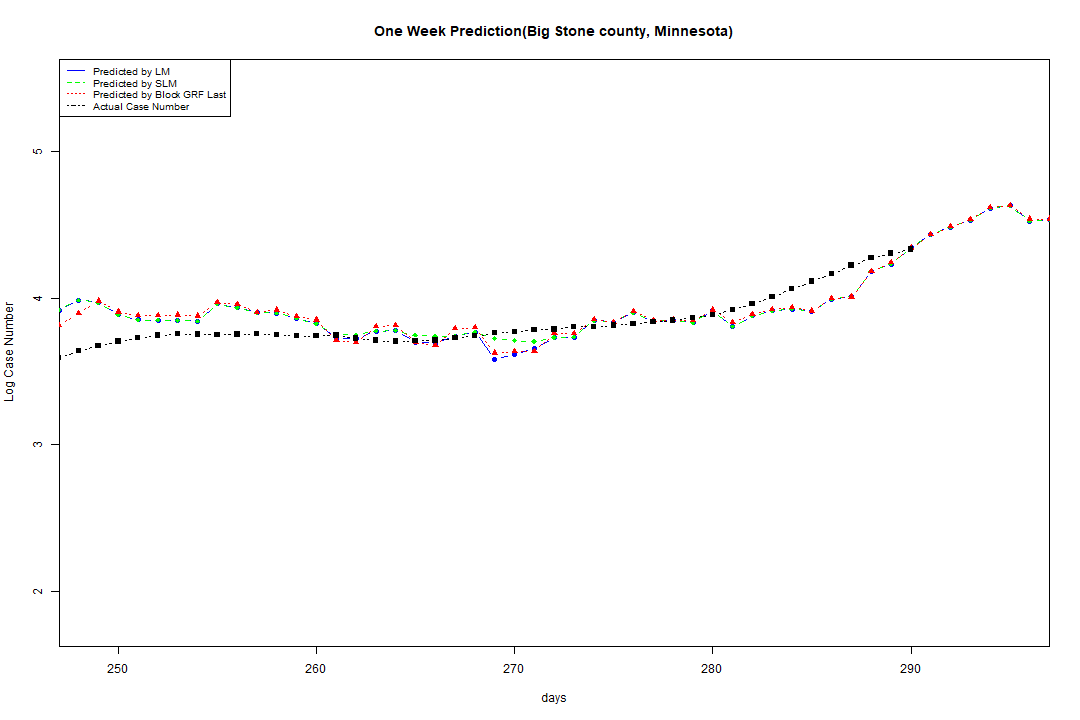 One Week Prediction(Big Stone county, Minnesota)
Predicted by LM
Predicted by SLM
Predicted by Block GRF Last
Actual Case Number
5
4
3
2
Log Case Number
250 260 270 280 290
days